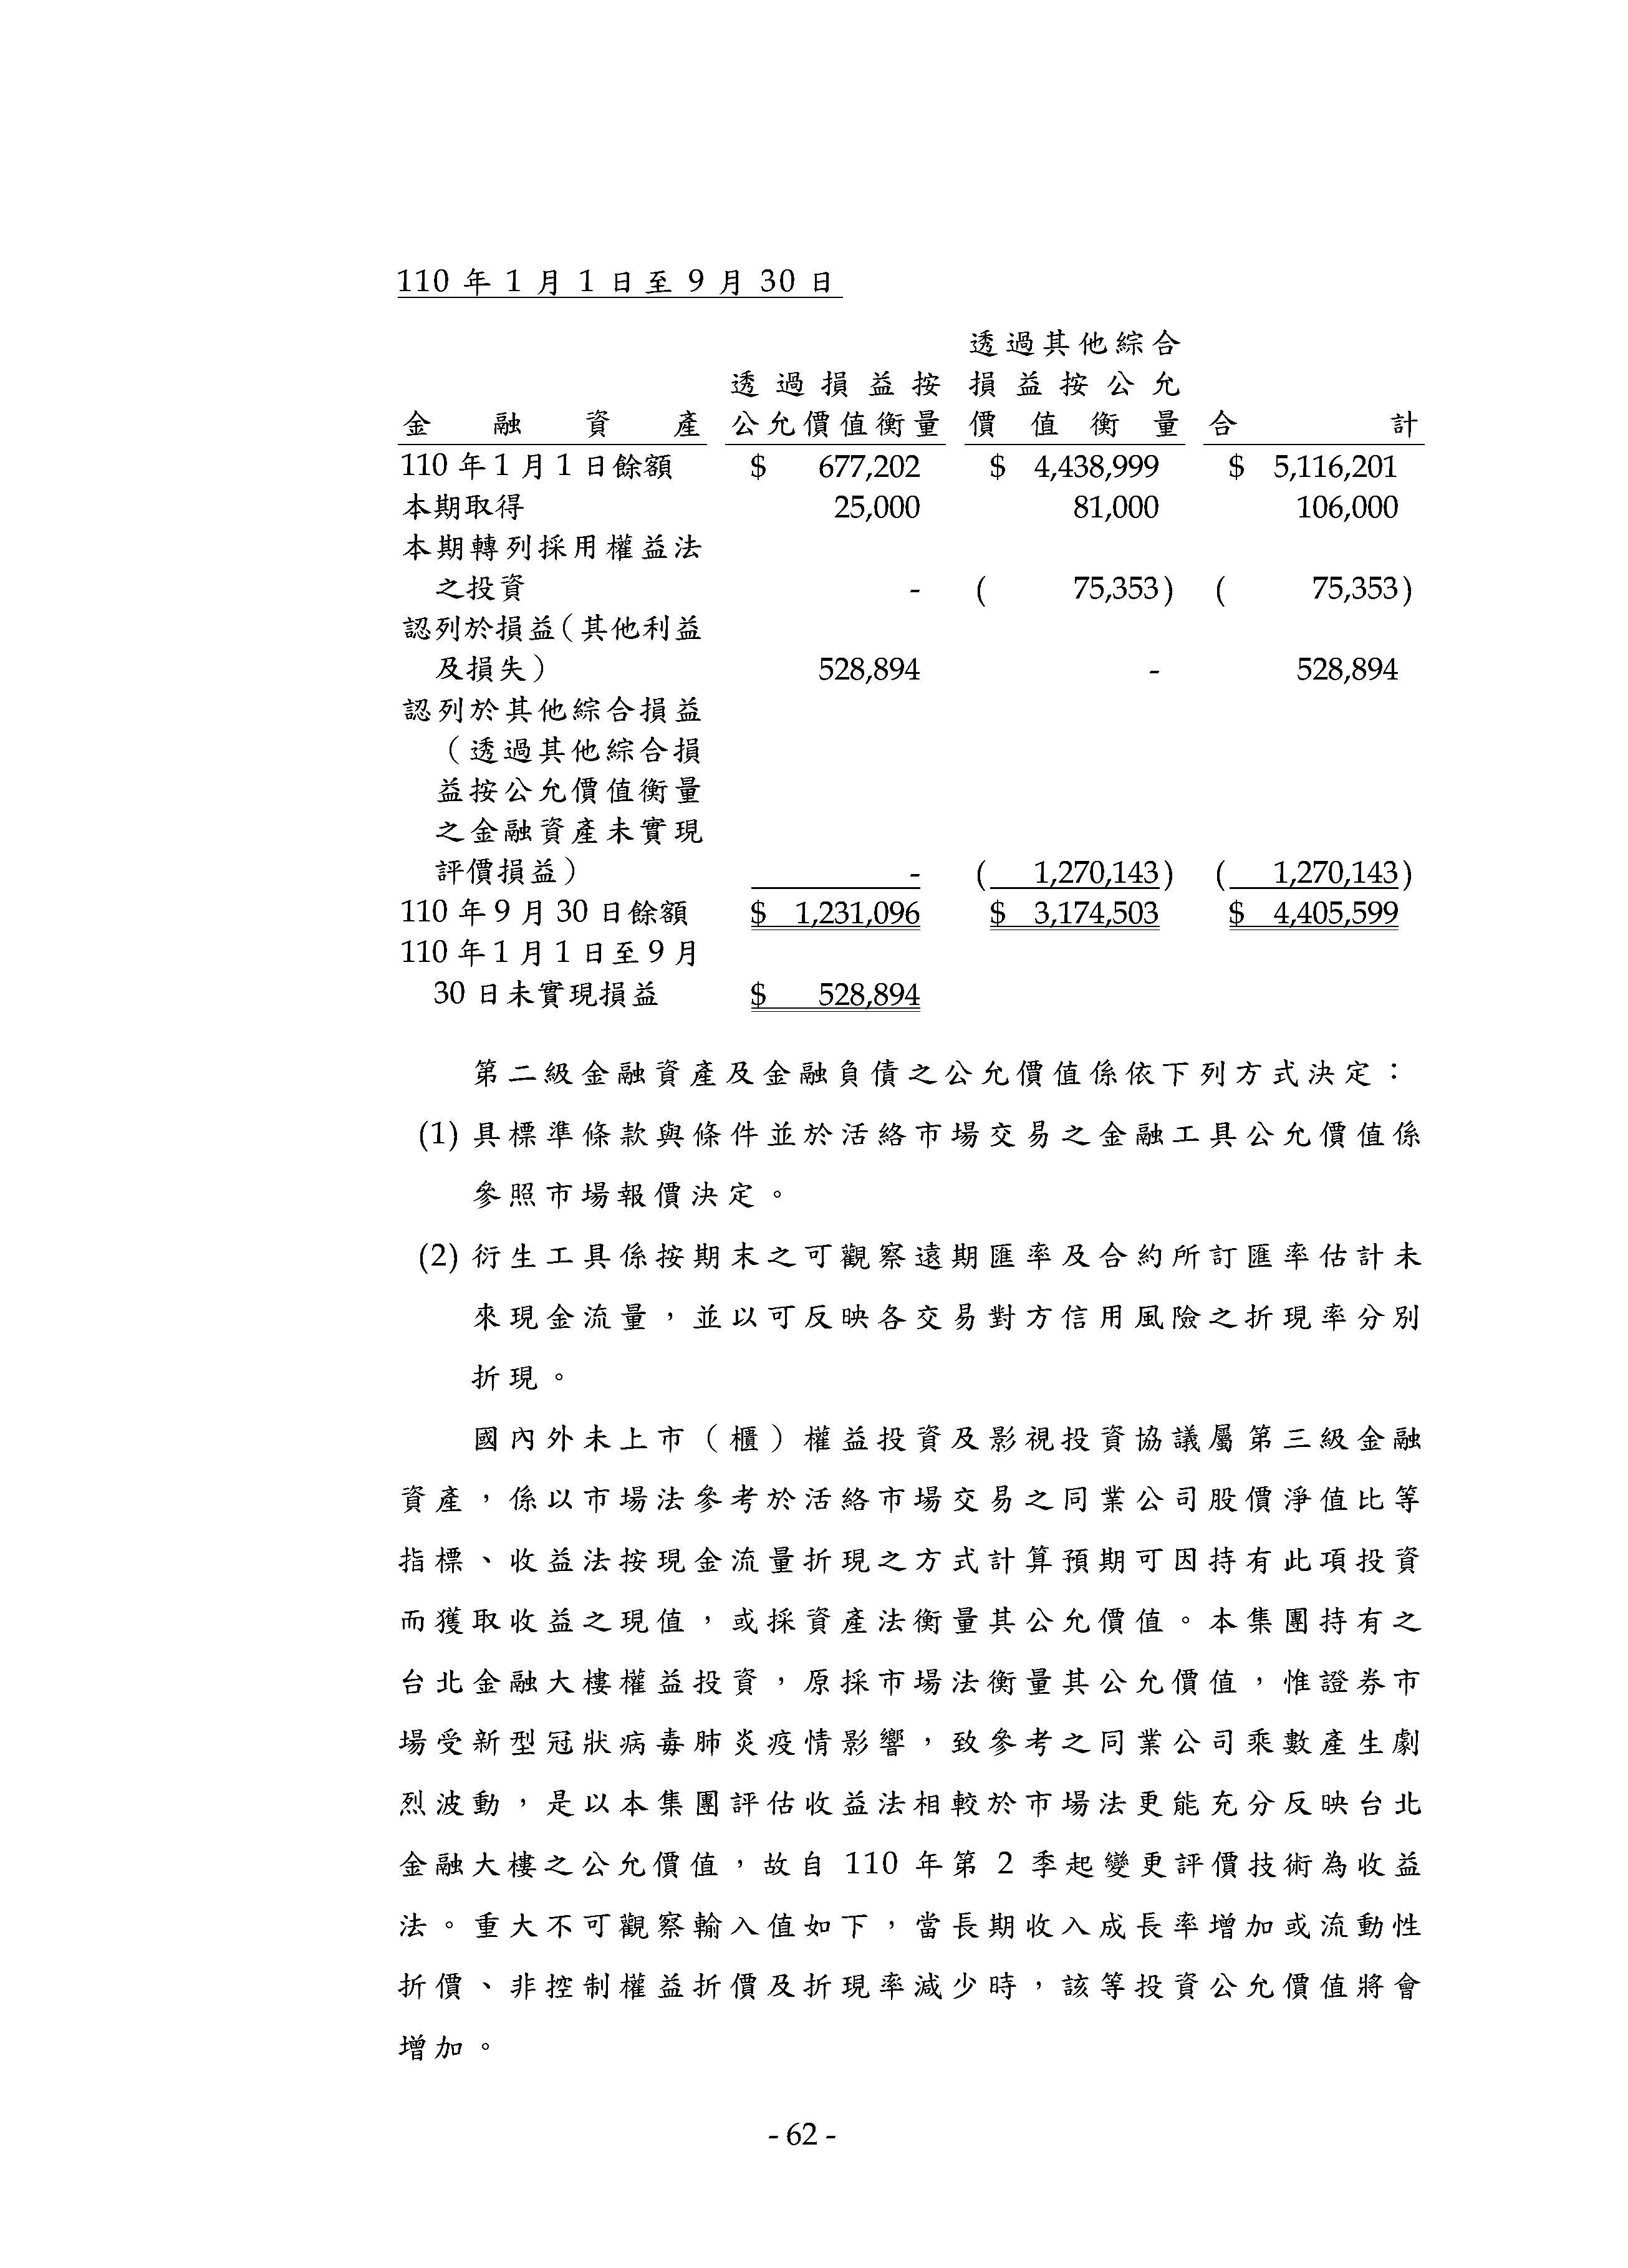 110 年 1 月 1 日至 9 月 30 日
透過其他綜合
透過損益按 損益按公允
金融資產 公允價值衡量 價值衡量 合計
110 年 1 月 1 日餘額 $ 677,202 $ 4,438,999 $ 5,116,201
本期取得 25,000 81,000 106,000
本期轉列採用權益法
之投資 - ( 75,353) ( 75,353)
認列於損益(其他利益
及損失) 528,894 - 528,894
認列於其他綜合損益
(透過其他綜合損
益按公允價值衡量
之金融資產未實現
評價損益) - ( 1,270,143) ( 1,270,143)
110 年 9 月 30 日餘額 $ 1,231,096 $ 3,174,503 $ 4,405,599
110 年 1 月 1 日至 9 月
30 日未實現損益 $ 528,894
第二級金融資產及金融負債之公允價值係依下列方式決定：
(1) 具標準條款與條件並於活絡市場交易之金融工具公允價值係
參照市場報價決定。
(2) 衍生工具係按期末之可觀察遠期匯率及合約所訂匯率估計未
來現金流量，並以可反映各交易對方信用風險之折現率分別
折現。
國內外未上市（櫃）權益投資及影視投資協議屬第三級金融
資產，係以市場法參考於活絡市場交易之同業公司股價淨值比等
指標、收益法按現金流量折現之方式計算預期可因持有此項投資
而獲取收益之現值，或採資產法衡量其公允價值。本集團持有之
台北金融大樓權益投資，原採市場法衡量其公允價值，惟證券市
場受新型冠狀病毒肺炎疫情影響，致參考之同業公司乘數產生劇
烈波動，是以本集團評估收益法相較於市場法更能充分反映台北
金融大樓之公允價值，故自 110 年第 2 季起變更評價技術為收益
法。重大不可觀察輸入值如下，當長期收入成長率增加或流動性
折價、非控制權益折價及折現率減少時，該等投資公允價值將會
增加。
- 62 -